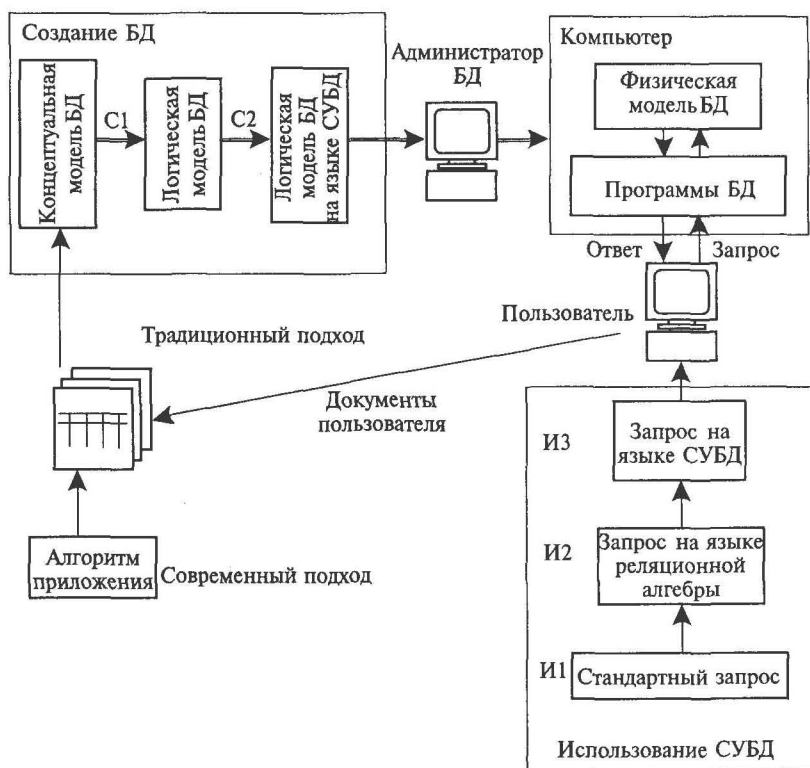 Создание БД
Концептуальная
модель БД
С1
Логическая
модель БД
С2
Логическая
модель БД
на языке СУБД
Администратор
БД
Компьютер
Физическая
модель БД
Программы БД
Ответ
Запрос
Пользователь
Традиционный подход
Документы
пользователя
Алгоритм
приложения
Современный подход
И3
Запрос на
языке СУБД
И2
Запрос на языке
реляционной
алгебры
И1
Стандартный запрос
Использование СУБД